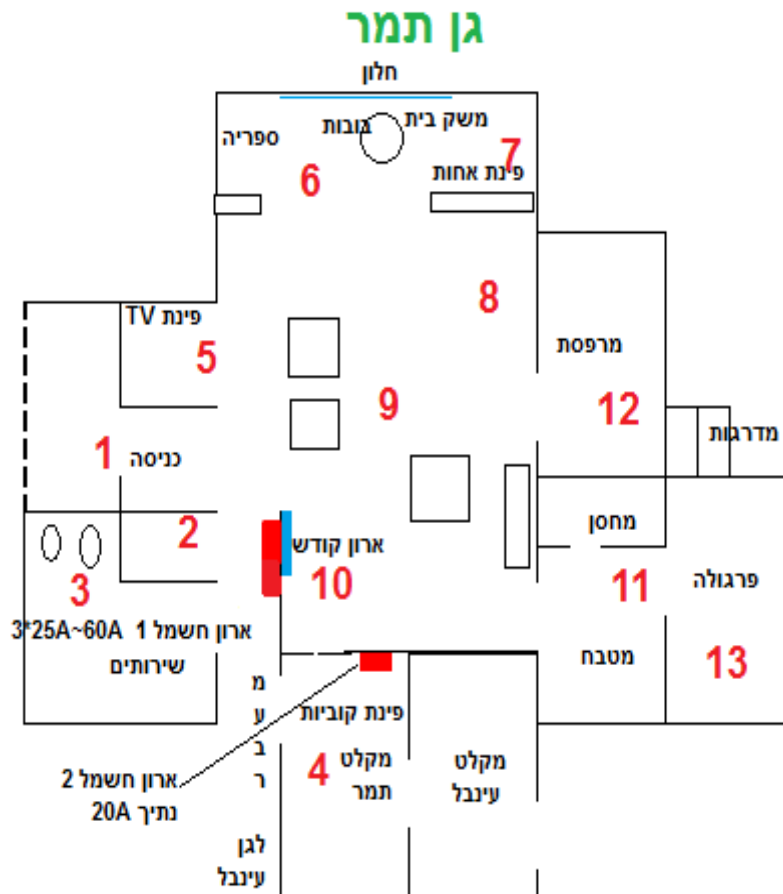 גן תמר
חלון
ספריה
בובות
משק בית
7
פינת אחות
6
8
פינת TV
5
מרפסת
9
12
מדרגות
1
כניסה
2
מחסן
ארון קודש
10
3
11
פרגולה
ארון חשמל 1 3*25A~60A
שירותים
מטבח
13
מ
ע
ב
ר
לגן
עינבל
פינת קוביות
4
מקלט
תמר
מקלט
עינבל
ארון חשמל 2
נתיך 20A